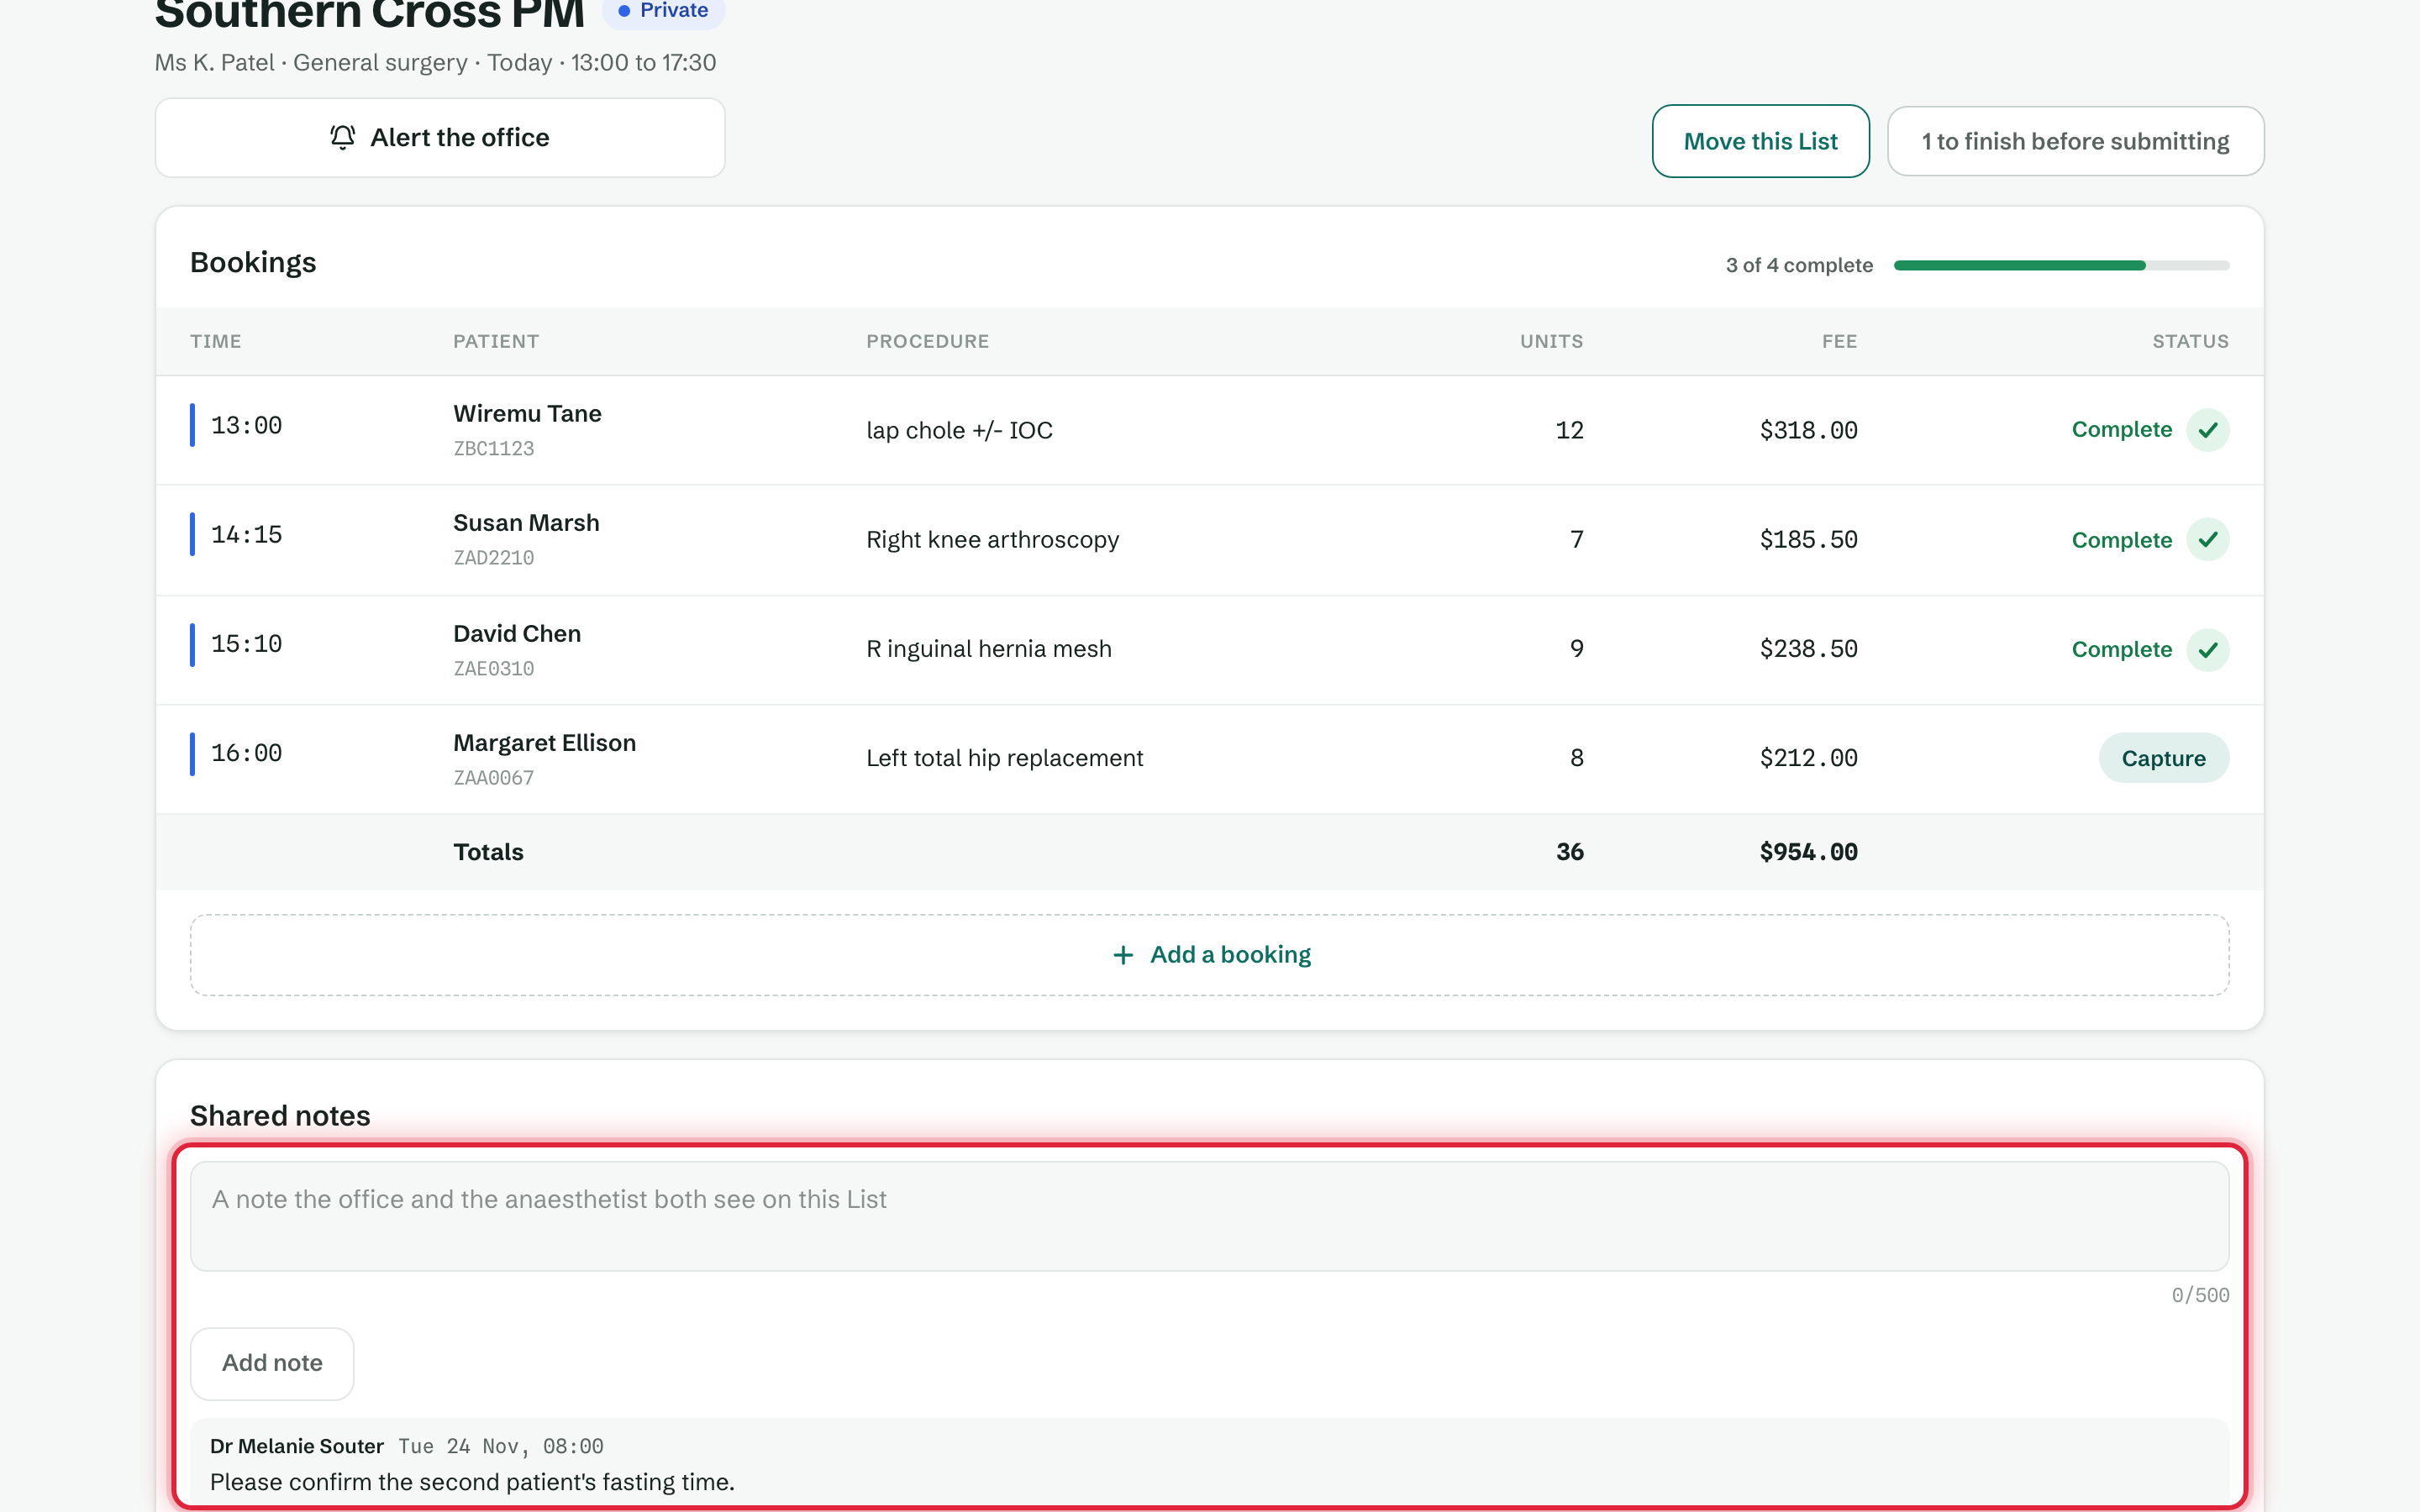 Southern Cross PM Private
Ms K. Patel · General surgery · Today · 13:00 to 17:30
Alert the office
Move this List
1 to finish before submitting
Bookings
3 of 4 complete
TIME PATIENT PROCEDURE UNITS FEE STATUS
13:00 Wiremu Tane ZBC1123 lap chole +/- IOC 12 $318.00 Complete
14:15 Susan Marsh ZAD2210 Right knee arthroscopy 7 $185.50 Complete
15:10 David Chen ZAE0310 R inguinal hernia mesh 9 $238.50 Complete
16:00 Margaret Ellison ZAA0067 Left total hip replacement 8 $212.00 Capture
Totals 36 $954.00
+ Add a booking
Shared notes
A note the office and the anaesthetist both see on this List
0/500
Add note
Dr Melanie Souter Tue 24 Nov, 08:00
Please confirm the second patient's fasting time.